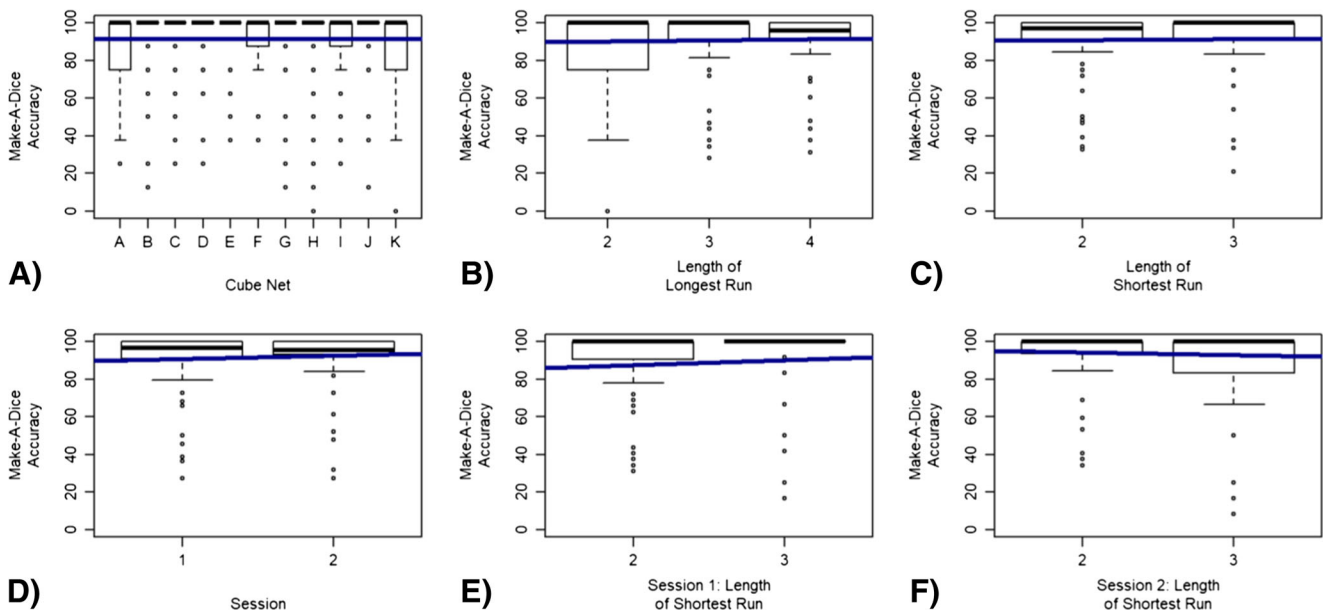 Make-A-Dice
Accuracy
100
80
60
40
20
0
A B C D E F G H I J K
A)
Cube Net
Make-A-Dice
Accuracy
100
80
60
40
20
0
2 3 4
B)
Length of
Longest Run
Make-A-Dice
Accuracy
100
80
60
40
20
0
2 3
C)
Length of
Shortest Run
Make-A-Dice
Accuracy
100
80
60
40
20
0
1 2
D)
Session
Make-A-Dice
Accuracy
100
80
60
40
20
0
2 3
E)
Session 1: Length
of Shortest Run
Make-A-Dice
Accuracy
100
80
60
40
20
0
2 3
F)
Session 2: Length
of Shortest Run